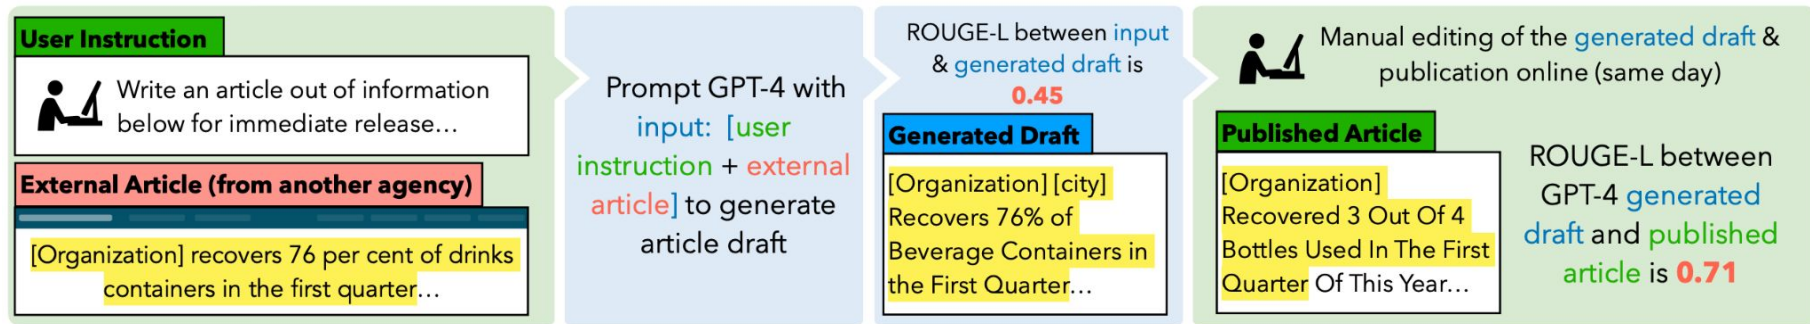 User Instruction
Write an article out of information
below for immediate release...
External Article (from another agency)
[Organization] recovers 76 per cent of drinks
containers in the first quarter...
Prompt GPT-4 with
input: [user
instruction + external
article] to generate
article draft
ROUGE-L between input
& generated draft is
0.45
Generated Draft
[Organization] [city]
Recovers 76% of
Beverage Containers in
the First Quarter...
Manual editing of the generated draft &
publication online (same day)
Published Article
[Organization]
Recovered 3 Out Of 4
Bottles Used In The First
Quarter Of This Year...
ROUGE-L between
GPT-4 generated
draft and published
article is 0.71